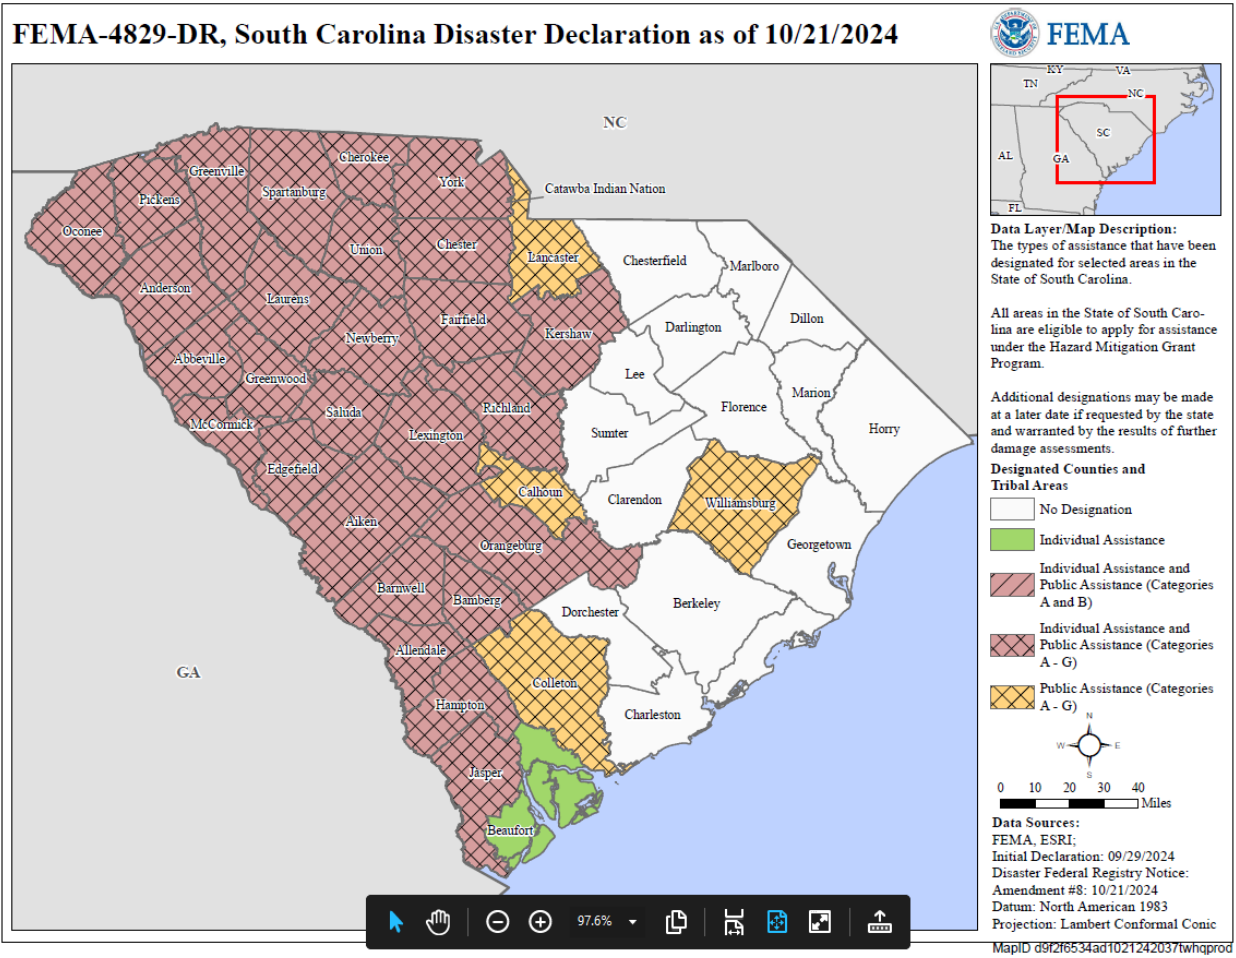 FEMA-4829-DR, South Carolina Disaster Declaration as of 10/21/2024
FEMA
KY
VA
TN
NC
SC
AL
GA
FL
NC
Cherokee
Greenville
York
Spartanburg
Catawba Indian Nation
Pickens
Oconee
Union
Chester
Lancaster
Chesterfield
Marlboro
Anderson
Laurens
Fairfield
Dillon
Darlington
Newberry
Kershaw
Abbeville
Greenwood
Lee
Marion
Saluda
Richland
Florence
McCormick
Lexington
Sumter
Horry
Edgefield
Calhoun
Clarendon
Williamsburg
Aiken
Orangeburg
Georgetown
Barnwell
Bamberg
Dorchester
Berkeley
Allendale
GA
Colleton
Hampton
Charleston
Jasper
Beaufort
Data Layer/Map Description:
The types of assistance that have been
designated for selected areas in the
State of South Carolina.
All areas in the State of South Caro-
lina are eligible to apply for assistance
under the Hazard Mitigation Grant
Program.
Additional designations may be made
at a later date if requested by the state
and warranted by the results of further
damage assessments.
Designated Counties and
Tribal Areas
No Designation
Individual Assistance
Individual Assistance and
Public Assistance (Categories
A and B)
Individual Assistance and
Public Assistance (Categories
A - G)
Public Assistance (Categories
A - G)
N
W E
S
0 10 20 30 40
Miles
Data Sources:
FEMA, ESRI;
Initial Declaration: 09/29/2024
Disaster Federal Registry Notice:
Amendment #8: 10/21/2024
Datum: North American 1983
Projection: Lambert Conformal Conic
MapID d9f2f6534ad1021242037twhqprod
97.6%